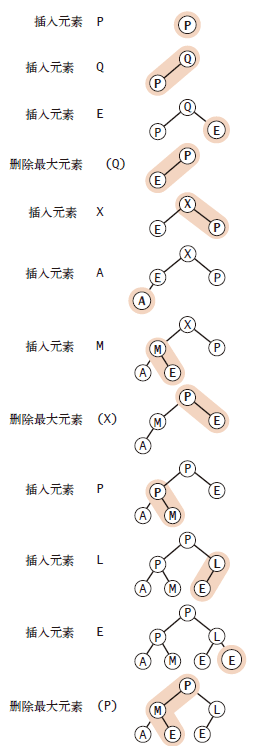 插入元素 P
P
插入元素 Q
Q
P
插入元素 E
Q
P E
删除最大元素 (Q)
P
E
插入元素 X
X
E P
插入元素 A
X
E P
A
插入元素 M
X
M P
A E
删除最大元素 (X)
P
M E
A
插入元素 P
P
P E
A M
插入元素 L
P
P L
A M E
插入元素 E
P
P L
A M E E
删除最大元素 (P)
P
M L
A E E